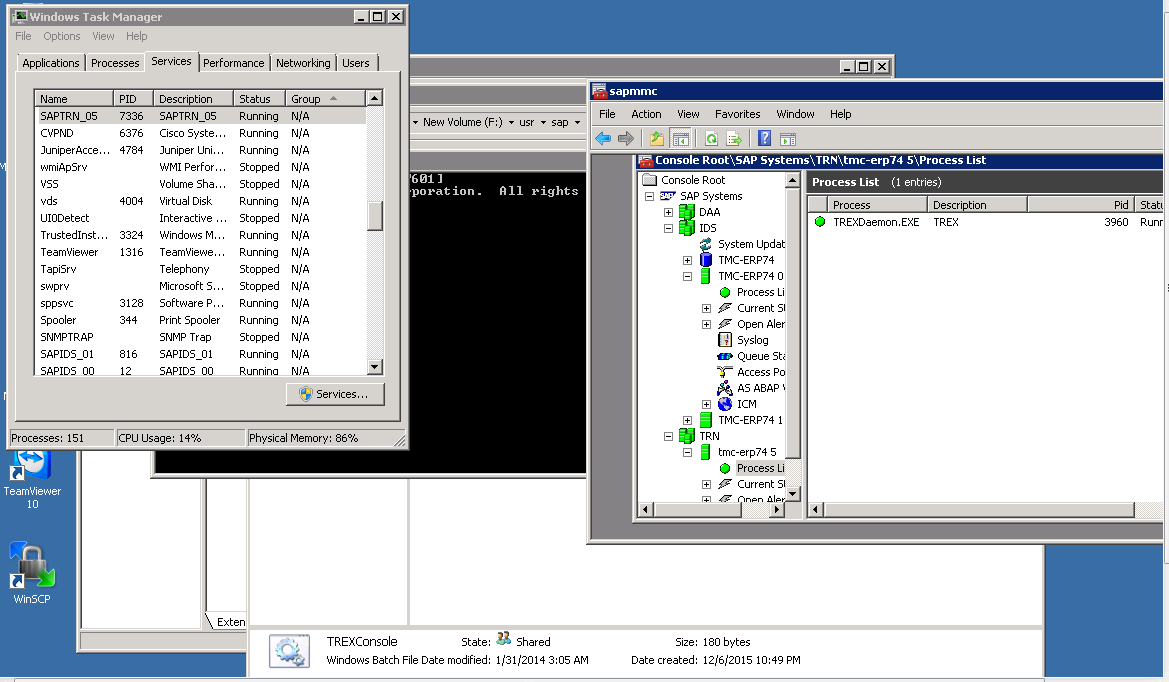 Windows Task Manager
File Options View Help
Applications Processes Services Performance Networking Users
Name PID Description Status Group
SAPTRN_05 7336 SAPTRN_05 Running N/A
CVPND 6376 Cisco Syste... Running N/A
JuniperAcce... 4784 Juniper Uni... Running N/A
wmiApSrv WMI Perfor... Stopped N/A
VSS Volume Sha... Stopped N/A
vds 4004 Virtual Disk Running N/A
UI0Detect Interactive ... Stopped N/A
TrustedInst... 3324 Windows M... Running N/A
TeamViewer 1316 TeamViewe... Running N/A
TapiSrv Telephony Stopped N/A
swprv Microsoft S... Stopped N/A
sppsvc 3128 Software P... Running N/A
Spooler 344 Print Spooler Running N/A
SNMPTRAP SNMP Trap Stopped N/A
SAPIDS_01 816 SAPIDS_01 Running N/A
SAPIDS_00 12 SAPIDS_00 Running N/A
Services...
Processes: 151 CPU Usage: 14% Physical Memory: 86%
New Volume (F:) usr sap
7601]
poration. All rights
sapmmc
File Action View Favorites Window Help
Console Root\SAP Systems\TRN\tmc-erp74 5\Process List
Console Root
SAP Systems
DAA
IDS
System Updat
TMC-ERP74
TMC-ERP74 0
Process Li
Current S
Open Aler
Syslog
Queue Sta
Access Po
AS ABAP W
ICM
TMC-ERP74 1
TRN
tmc-erp74 5
Process Li
Current S
Open Aler
Process List (1 entries)
Process Description Pid Statu
TREXDaemon.EXE TREX 3960 Runn
TeamViewer
10
WinSCP
Exten
TREXConsole State: Shared Size: 180 bytes
Windows Batch File Date modified: 1/31/2014 3:05 AM Date created: 12/6/2015 10:49 PM